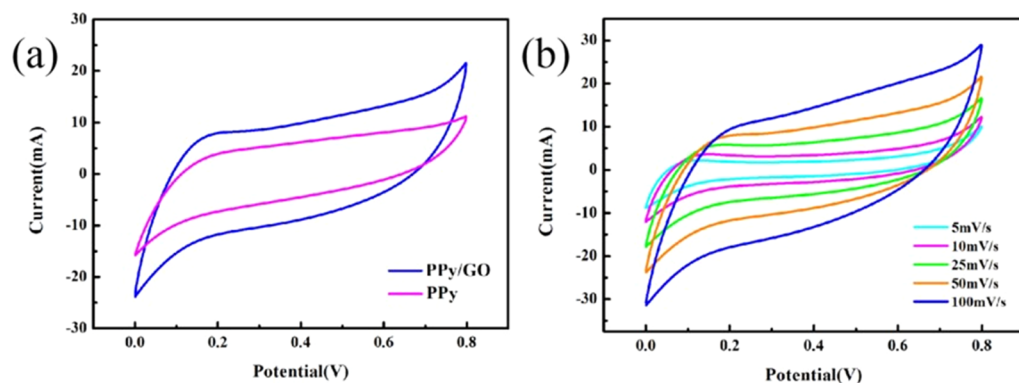 (a)
30
20
10
0
-10
-20
-30
Current(mA)
0.0 0.2 0.4 0.6 0.8
Potential(V)
PPy/GO
PPy
(b)
30
20
10
0
-10
-20
-30
Current(mA)
0.0 0.2 0.4 0.6 0.8
Potential(V)
5mV/s
10mV/s
25mV/s
50mV/s
100mV/s